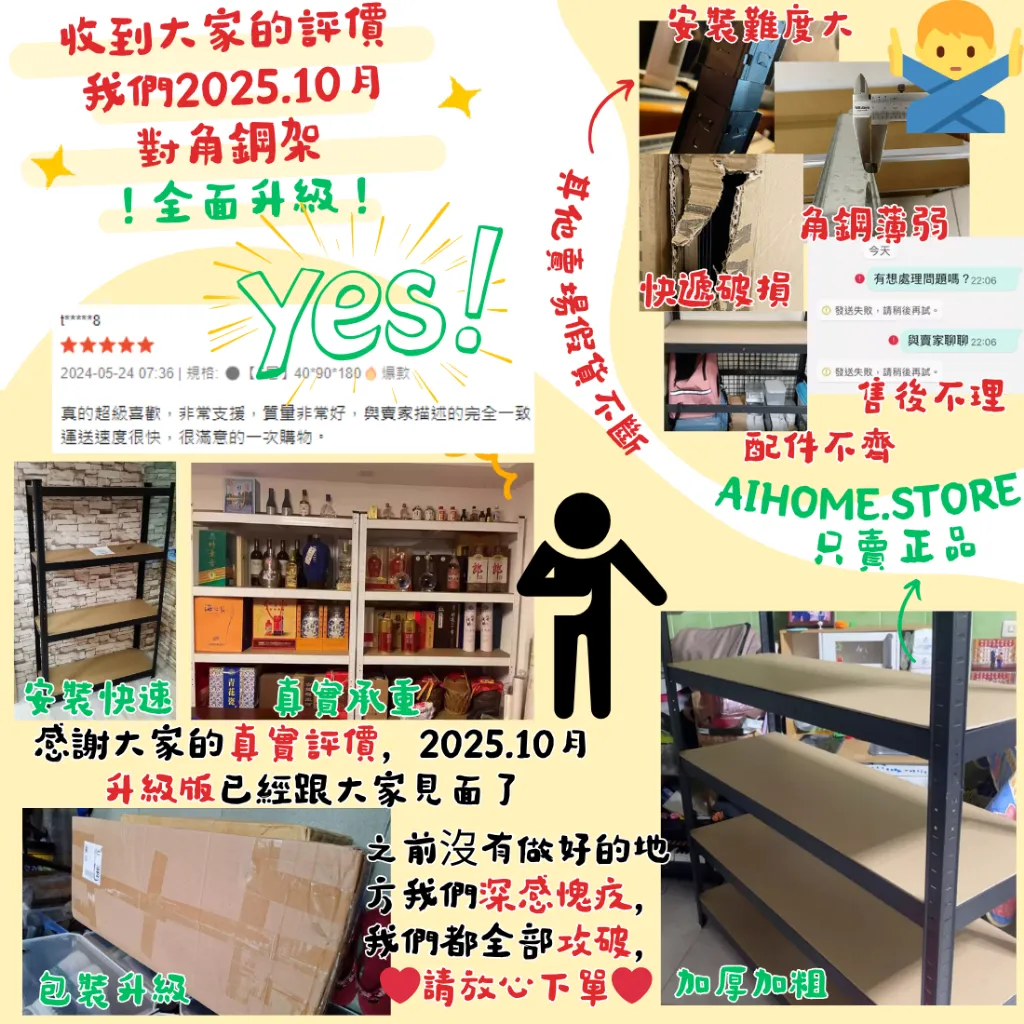 收到大家的評價
我們2025.10月
對角鋼架
！全面升級！
yes!
t*****8
2024-05-24 07:36 | 規格:
】40*90*180🔥爆款
真的超級喜歡，非常支援，質量非常好，與賣家描述的完全一致
運送速度很快，很滿意的一次購物。
安裝難度大
其他賣場假貨不斷
角鋼薄弱
快遞破損
今天
有想處理問題嗎？22:06
發送失敗，請稍後再試。
與賣家聊聊 22:06
發送失敗，請稍後再試。
售後不理
配件不齊
AIHOME.STORE
只賣正品
安裝快速
真實承重
感謝大家的真實評價，2025.10月
升級版已經跟大家見面了
之前沒有做好的地
方我們深感愧疚，
我們都全部攻破，
❤請放心下單❤
包裝升級
加厚加粗